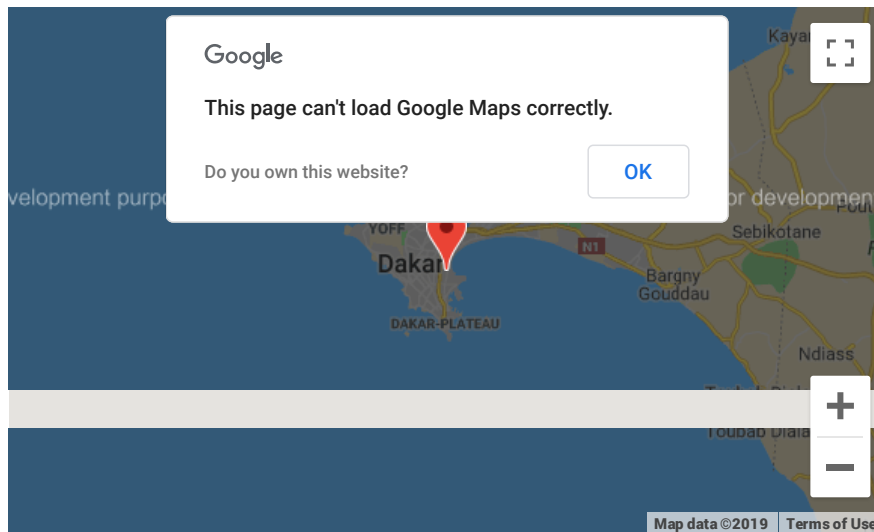 Google
This page can't load Google Maps correctly.
Do you own this website?
OK
Kaya
velopment purpo
or developmen
YOFF
Dakar
N1
Sebikotane
Bargny
Gouddau
DAKAR-PLATEAU
Ndiass
Toubab Diala
Map data ©2019
Terms of Use